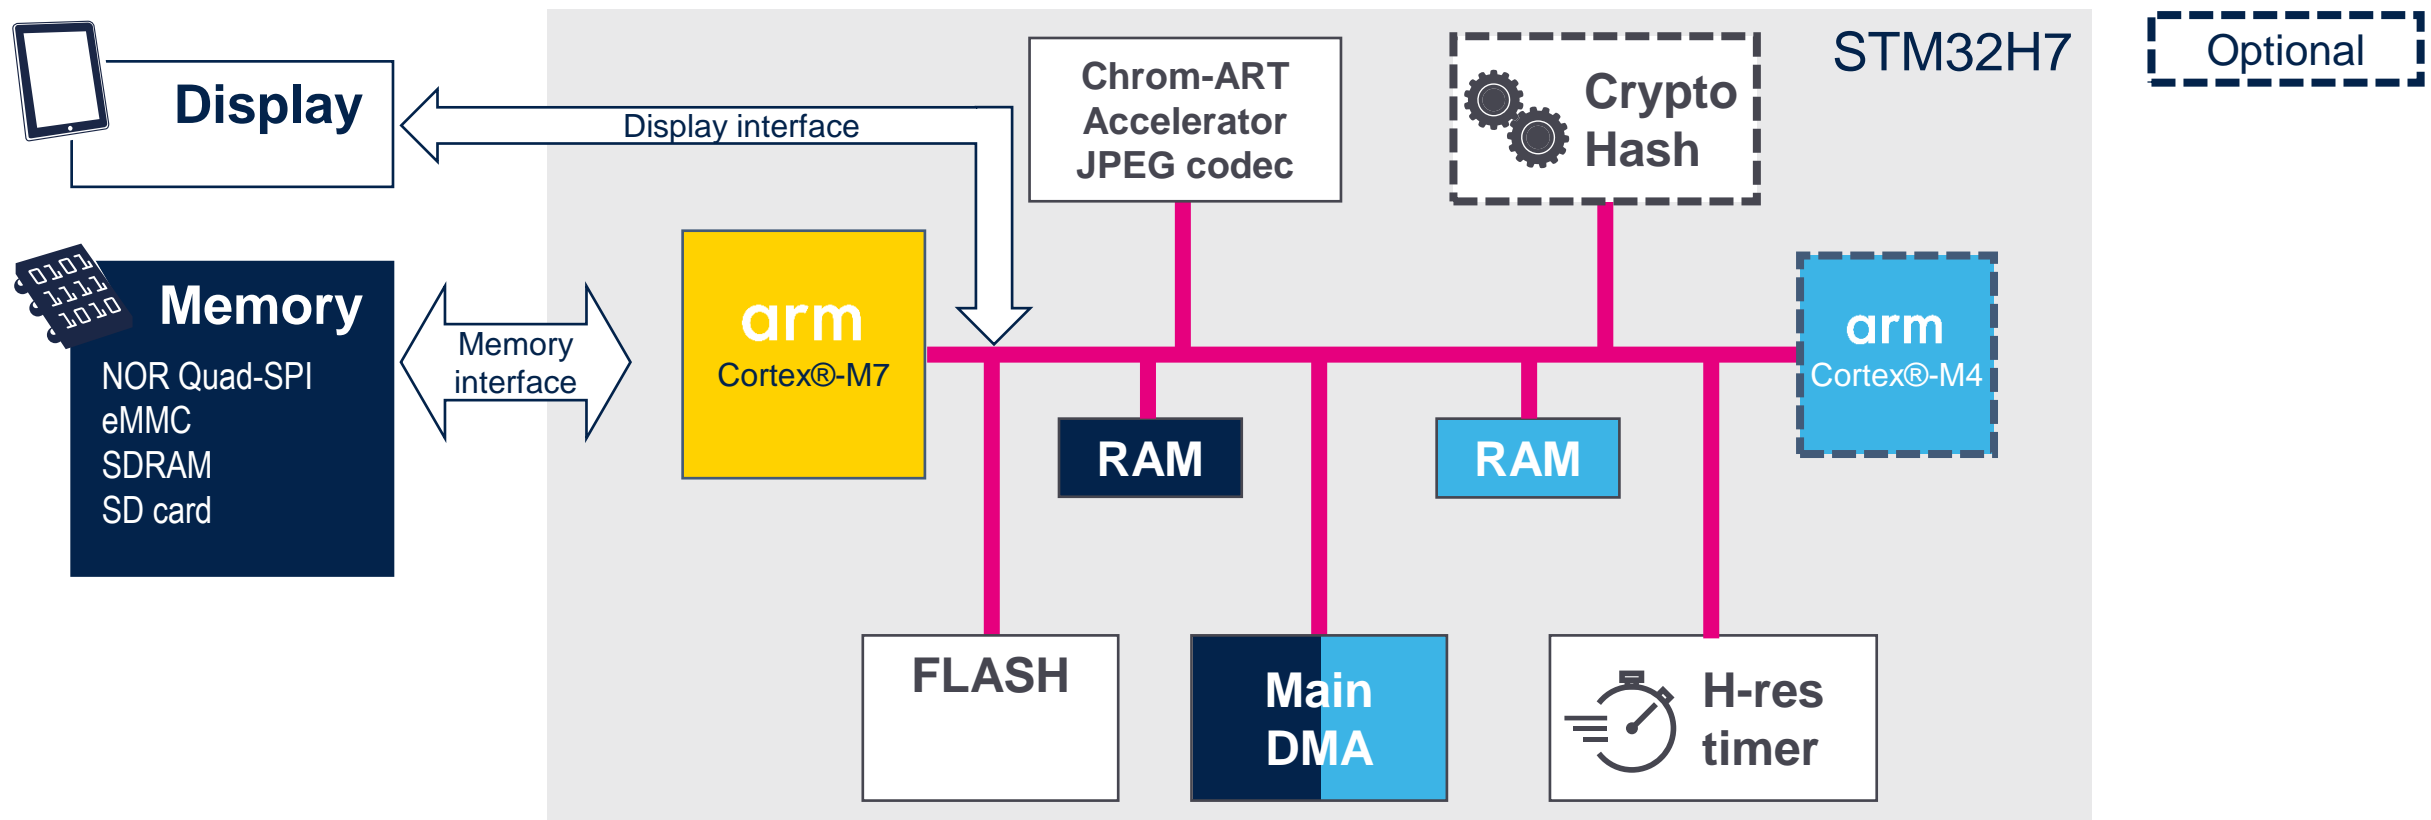 STM32H7
Optional
Display
Display interface
Chrom-ART
Accelerator
JPEG codec
Crypto
Hash
0101
1111
1010
Memory
NOR Quad-SPI
eMMC
SDRAM
SD card
Memory
interface
arm
Cortex®-M7
arm
Cortex®-M4
RAM
RAM
FLASH
Main
DMA
H-res
timer